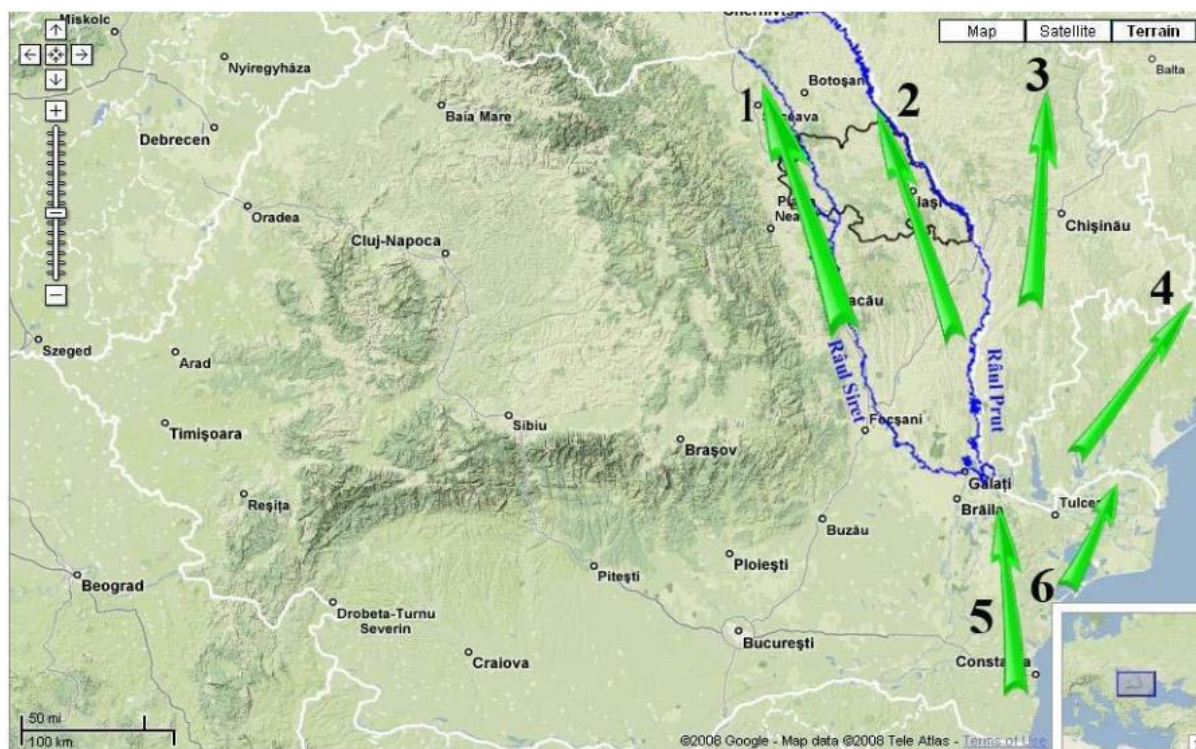 Miskolc
Chernivts
Map
Satellite
Terrain
Nyiregyháza
Balta
3
Botoşan
1
2
Baia Mare
Debrecen
Iaşi
Oradea
Chişinău
Cluj-Napoca
4
Szeged
Arad
Râul Siret
Râul Prut
Sibiu
Focşani
Timişoara
Braşov
Galaţi
Reşiţa
Brăila
Tulcea
Buzău
Ploieşti
Piteşti
Beograd
6
Drobeta-Turnu
Severin
5
Bucureşti
Craiova
50 mi
100 km
©2008 Google - Map data ©2008 Tele Atlas - Terms of Use